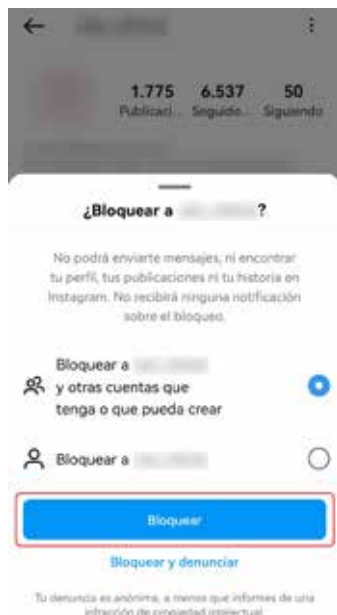 1.775 6.537 50
Publicaci... Seguido... Siguiendo
¿Bloquear a ?
No podrá enviarte mensajes, ni encontrar
tu perfil, tus publicaciones ni tu historia en
Instagram. No recibirá ninguna notificación
sobre el bloqueo.
Bloquear a
y otras cuentas que
tenga o que pueda crear
Bloquear a
Bloquear
Bloquear y denunciar
Tu denuncia es anónima, a menos que informes de una
infracción de propiedad intelectual